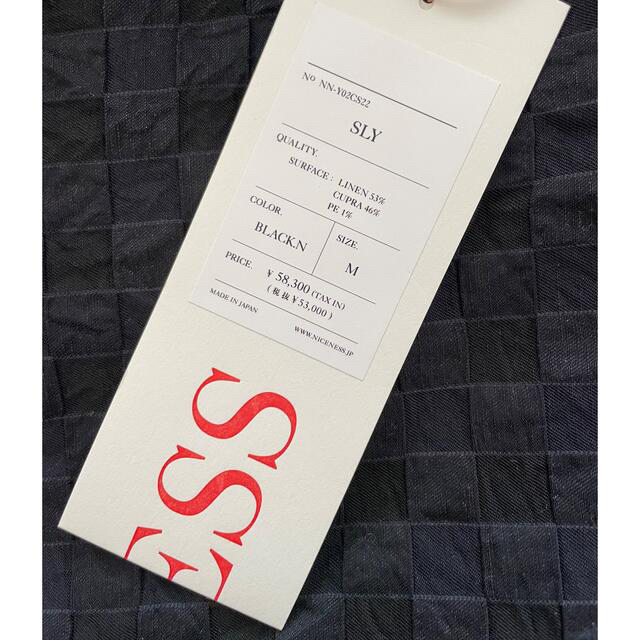 No NN-Y02CS22
SLY
QUALITY.
SURFACE : LINEN 53%
CUPRA 46%
PE 1%
COLOR.
BLACK.N
SIZE.
M
PRICE.
¥ 58,300 (TAX IN)
( 税抜 ¥ 53,000 )
MADE IN JAPAN
WWW.NICENESS.JP
ESS